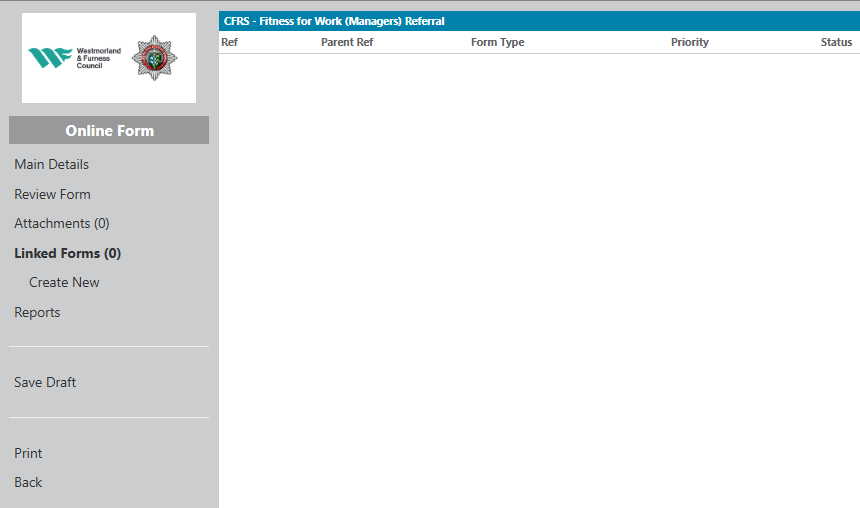 Westmorland
& Furness
Council
Online Form
Main Details
Review Form
Attachments (0)
Linked Forms (0)
Create New
Reports
Save Draft
Print
Back
CFRS - Fitness for Work (Managers) Referral
Ref Parent Ref Form Type Priority Status